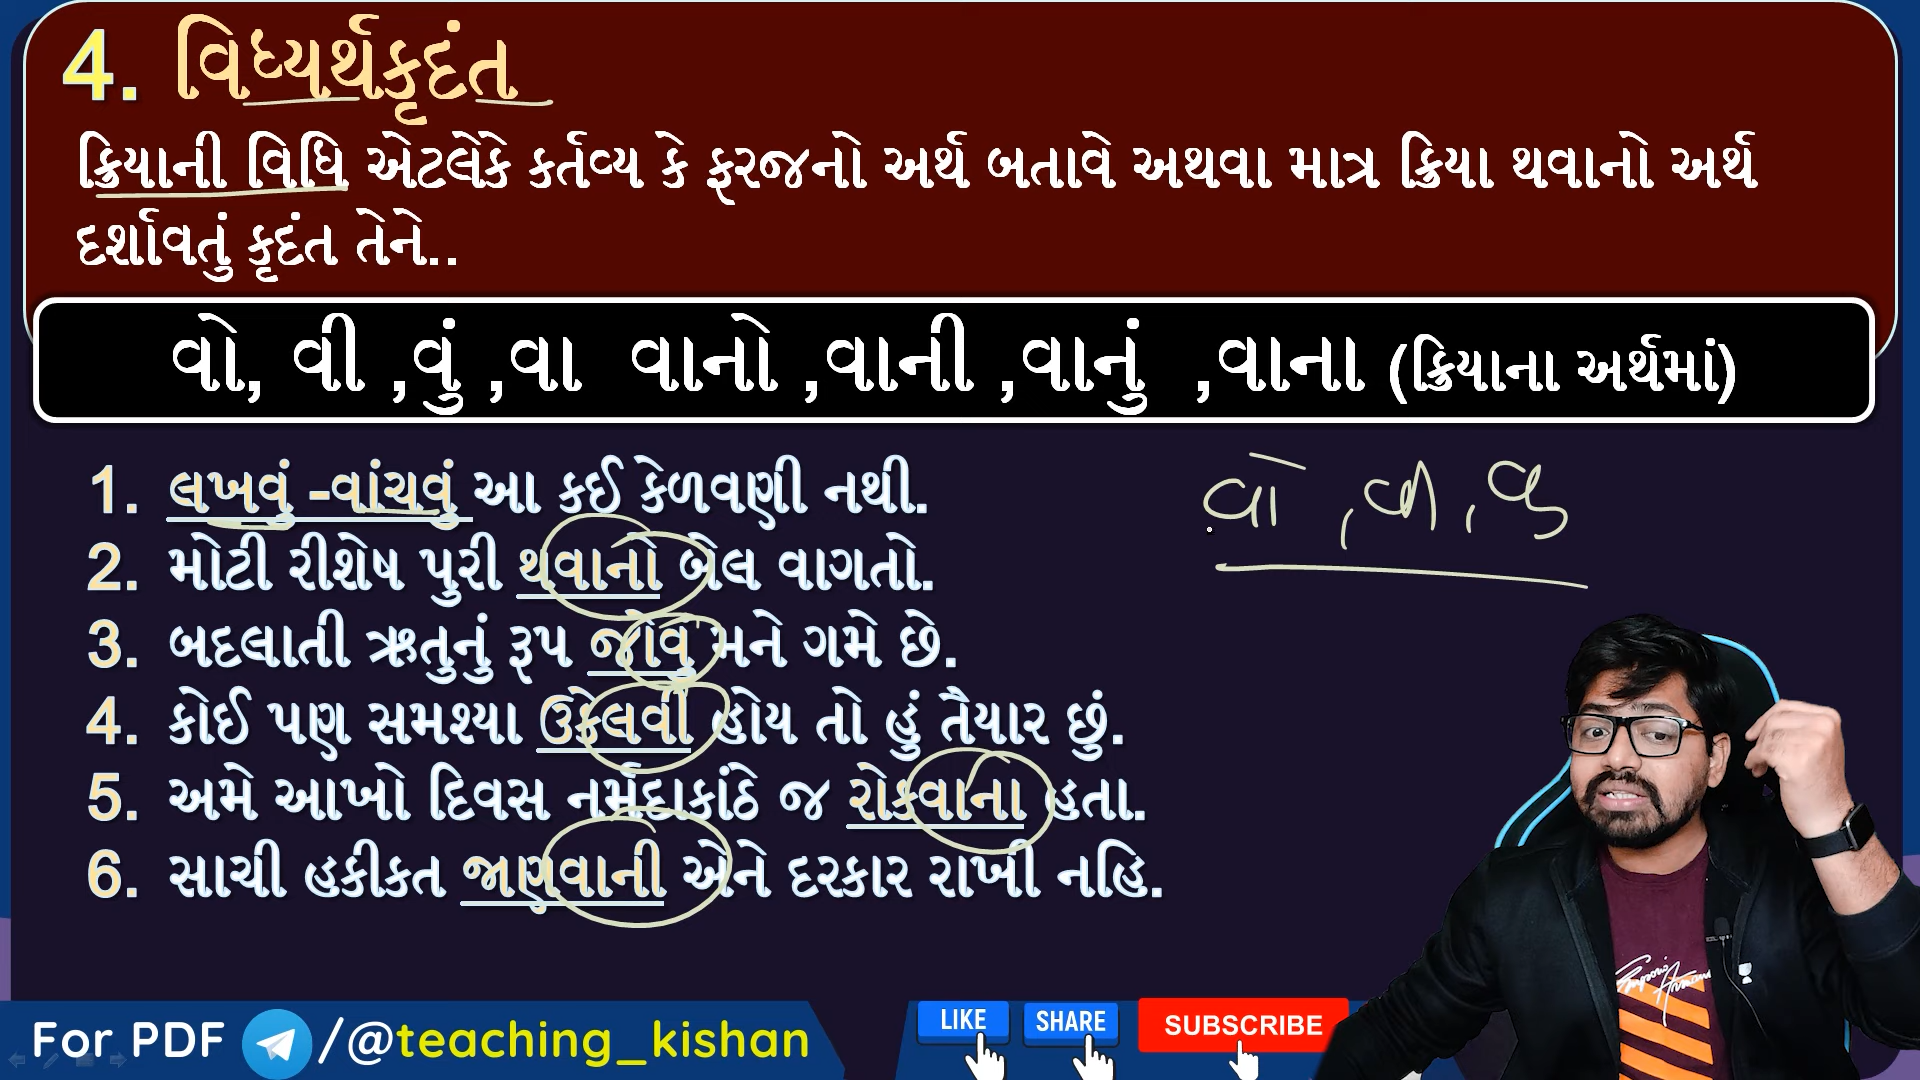 4. વિધ્યર્થકૃદંત
ક્રિયાની વિધિ એટલેકે કર્તવ્ય કે ફરજનો અર્થ બતાવે અથવા માત્ર ક્રિયા થવાનો અર્થ
દર્શાવતું કૃદંત તેને..
વો, વી ,વું ,વા વાનો ,વાની ,વાનું ,વાના (ક્રિયાના અર્થમાં)
1. લખવું -વાંચવું આ કઈ કેળવણી નથી.
વો , વી , વું
2. મોટી રીશેષ પુરી થવાનો બેલ વાગતો.
3. બદલાતી ઋતુનું રૂપ જોવુ મને ગમે છે.
4. કોઈ પણ સમશ્યા ઉકેલવી હોય તો હું તૈયાર છું.
5. અમે આખો દિવસ નર્મદાકાંઠે જ રોકવાના હતા.
6. સાચી હકીકત જાણવાની એને દરકાર રાખી નહિ.
For PDF /@teaching_kishan
LIKE SHARE SUBSCRIBE